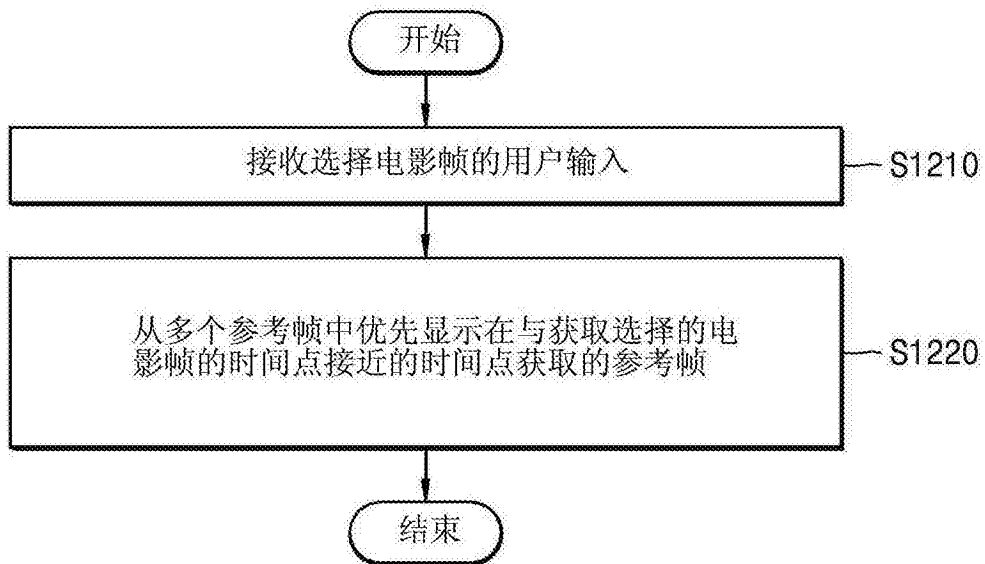 开始
接收选择电影帧的用户输入
S1210
从多个参考帧中优先显示在与获取选择的电
影帧的时间点接近的时间点获取的参考帧
S1220
结束